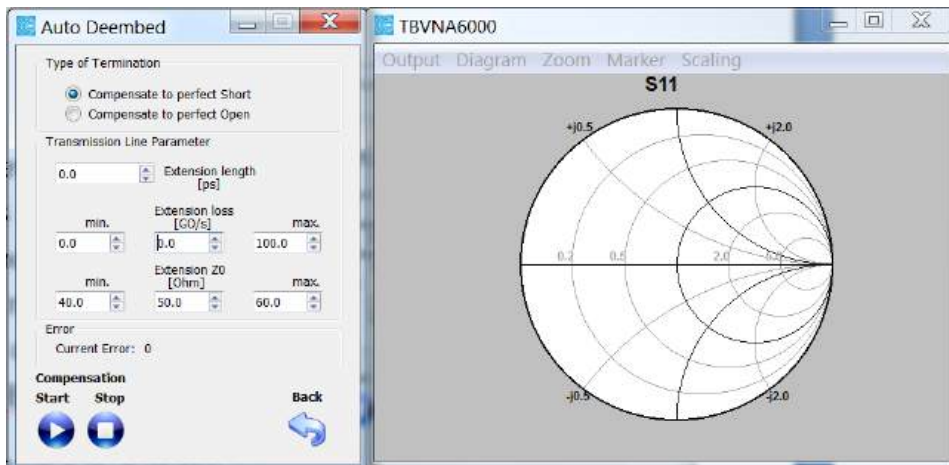 Auto Deembed
Type of Termination
Compensate to perfect Short
Compensate to perfect Open
Transmission Line Parameter
0.0 Extension length
[ps]
Extension loss
min. [GO/s] max.
0.0 0.0 100.0
Extension Z0
min. [Ohm] max.
40.0 50.0 60.0
Error
Current Error: 0
Compensation
Start Stop Back
TBVNA6000
Output Diagram Zoom Marker Scaling
S11
+j0.5 +j2.0
0.2 0.5 2.0
-j0.5 -j2.0